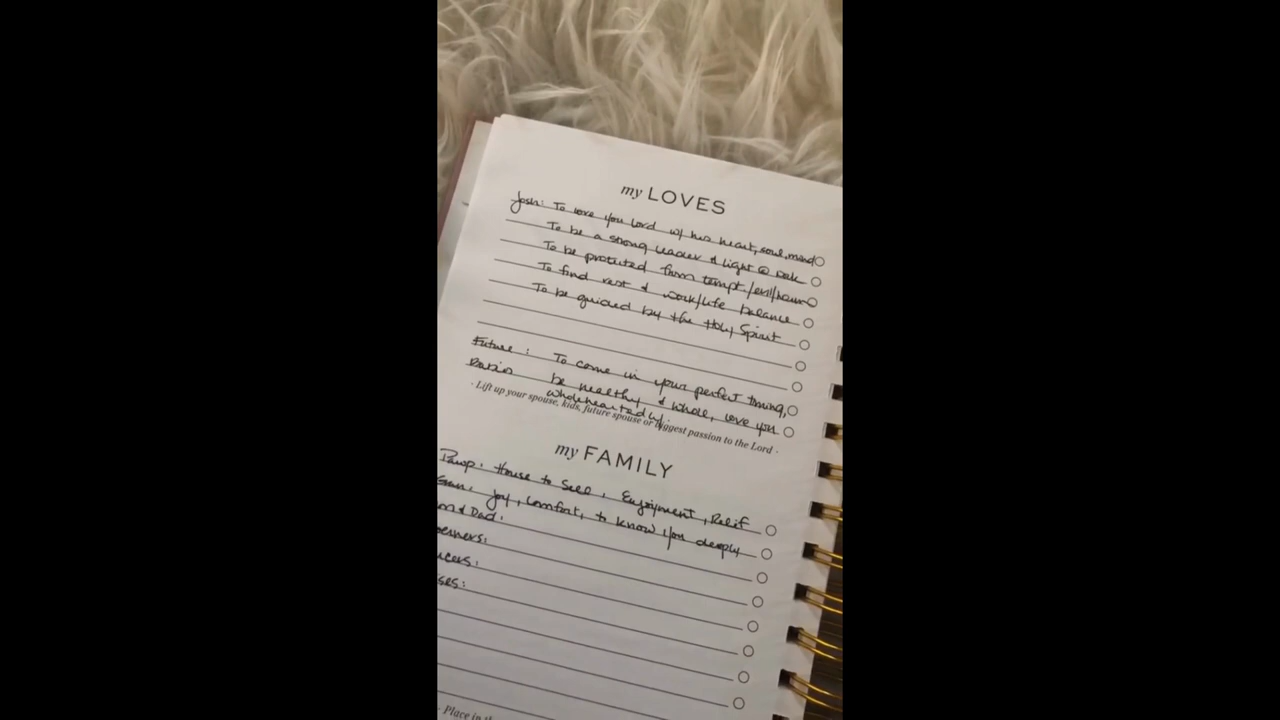 my LOVES
Josh: To love you Lord w/ his heart, soul, mind
To be a strong leader & light @ work
To be protected from tempt./evil/harm
To find rest & work/life balance
To be guided by the Holy Spirit
Future : To come in your perfect timing,
Babies be healthy & whole, love you
wholeheartedly.
· Lift up your spouse, kids, future spouse or biggest passion to the Lord ·
my FAMILY
Pawp: House to sell, Enjoyment, Relief
Gran: Joy, comfort, to know you deeply
& Dad:
· Place in